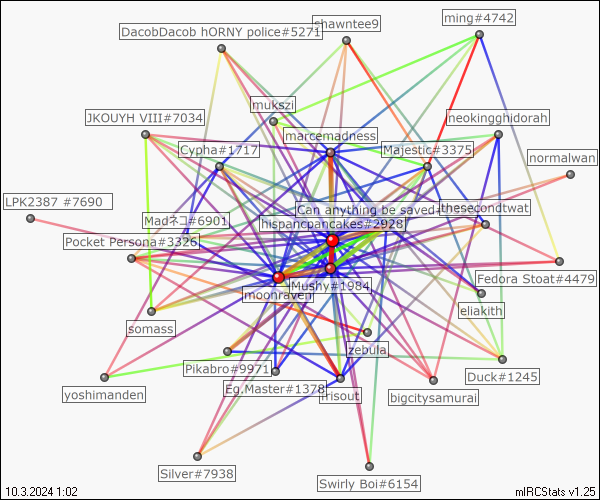 ming#4742
shawntee9
DacobDacob hORNY police#5271
mukszi
JKOUYH VIII#7034
neokingghidorah
marcemadness
Cypha#1717
Majestic#3375
normalwan
LPK2387 #7690
Can anything be saved
thesecondtwat
Madネコ#6901
hispancpancakes#2928
Pocket Persona#3326
Fedora Stoat#4479
Mushy#1984
moonraven
eliakith
somass
zebula
Pikabro#9971
Duck#1245
Eg.Master#1378
yoshimanden
irisout
bigcitysamurai
Silver#7938
Swirly Boi#6154
10.3.2024 1:02
mIRCStats v1.25